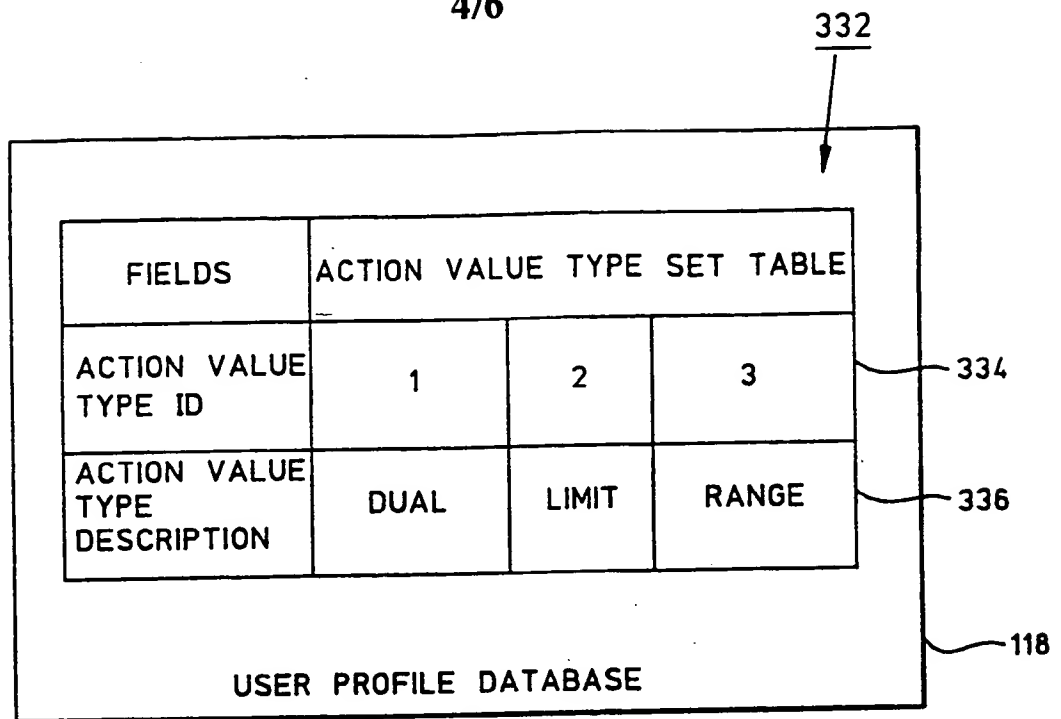 4/6
332
FIELDS
ACTION VALUE TYPE SET TABLE
ACTION VALUE
TYPE ID
1
2
3
334
ACTION VALUE
TYPE
DESCRIPTION
DUAL
LIMIT
RANGE
336
118
USER PROFILE DATABASE